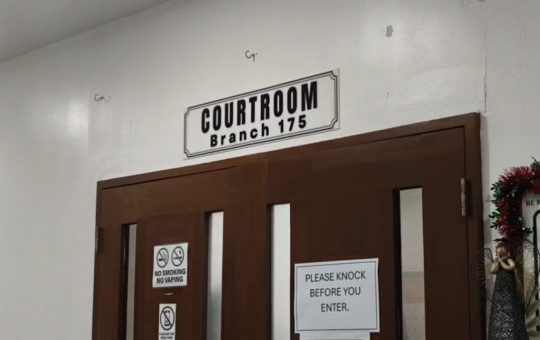 COURTROOM
Branch 175
NO SMOKING
NO VAPING
PLEASE KNOCK
BEFORE YOU
ENTER.